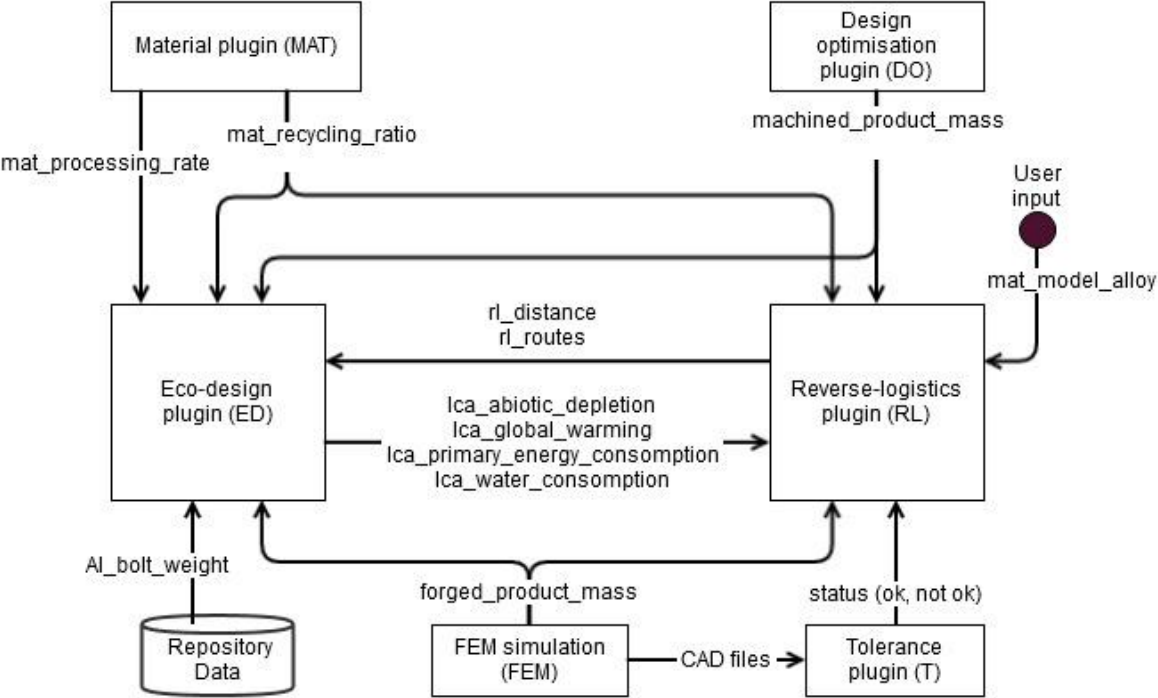 Material plugin (MAT)
Design
optimisation
plugin (DO)
mat_recycling_ratio
machined_product_mass
mat_processing_rate
User
input
mat_model_alloy
rl_distance
rl_routes
Eco-design
plugin (ED)
Reverse-logistics
plugin (RL)
lca_abiotic_depletion
lca_global_warming
lca_primary_energy_consomption
lca_water_consomption
Al_bolt_weight
forged_product_mass
status (ok, not ok)
Repository
Data
FEM simulation
(FEM)
CAD files
Tolerance
plugin (T)